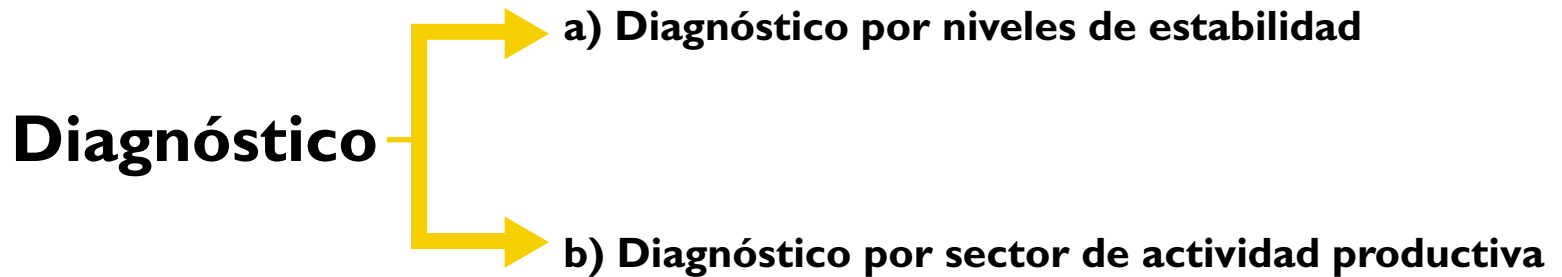 a) Diagnóstico por niveles de estabilidad
Diagnóstico
b) Diagnóstico por sector de actividad productiva